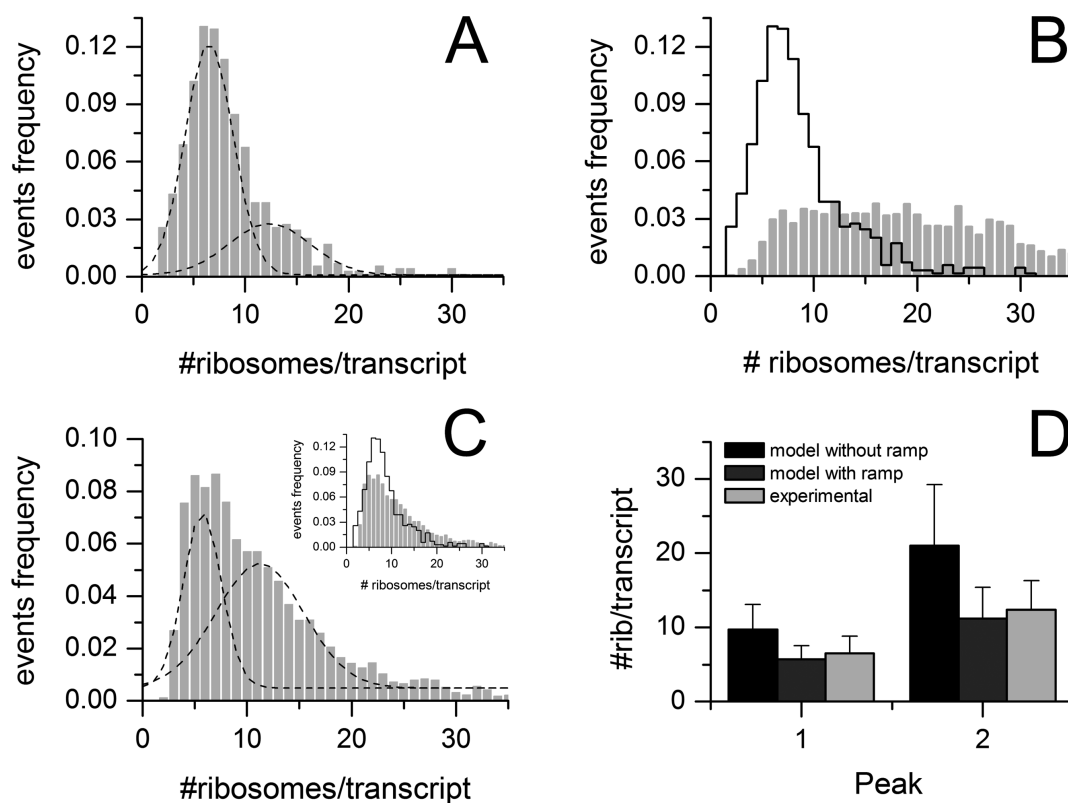 A
events frequency
0.12
0.09
0.06
0.03
0.00
0 10 20 30
#ribosomes/transcript
B
events frequency
0.12
0.09
0.06
0.03
0.00
0 10 20 30
# ribosomes/transcript
C
events frequency
0.10
0.08
0.06
0.04
0.02
0.00
0 10 20 30
#ribosomes/transcript
events frequency
0.12
0.09
0.06
0.03
0.00
0 10 20 30
# ribosomes/transcript
D
model without ramp
model with ramp
experimental
#rib/transcript
30
20
10
0
1 2
Peak